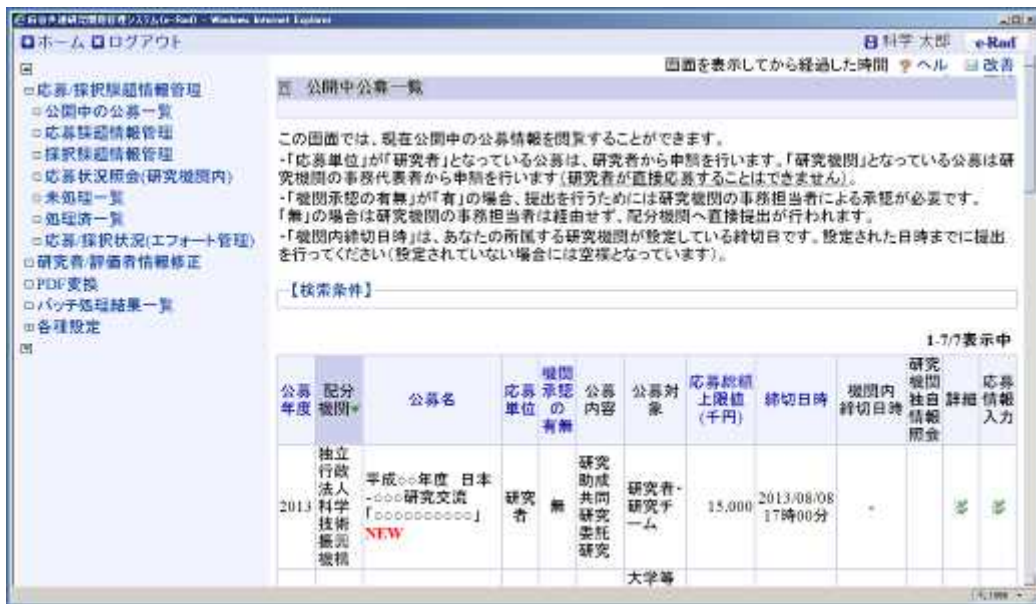 府省共通研究開発管理システム(e-Rad) - Windows Internet Explorer
ホーム ログアウト
科学 太郎 e-Rad
画面を表示してから経過した時間 ヘル 改善
応募/採択課題情報管理
公開中の公募一覧
応募課題情報管理
採択課題情報管理
応募状況照会(研究機関内)
未処理一覧
処理済一覧
応募/採択状況(エフォート管理)
研究者/評価者情報修正
PDF変換
バッチ処理結果一覧
各種設定
公開中公募一覧
この画面では、現在公開中の公募情報を閲覧することができます。
・「応募単位」が「研究者」となっている公募は、研究者から申請を行います。「研究機関」となっている公募は研
究機関の事務代表者から申請を行います(研究者が直接応募することはできません)。
・「機関承認の有無」が「有」の場合、提出を行うためには研究機関の事務担当者による承認が必要です。
「無」の場合は研究機関の事務担当者は経由せず、配分機関へ直接提出が行われます。
・「機関内締切日時」は、あなたの所属する研究機関が設定している締切日です。設定された日時までに提出
を行ってください(設定されていない場合には空欄となっています)。
【検索条件】
1-7/7表示中
公募
年度
配分
機関▼
公募名
応募
単位
機関
承認
の
有無
公募
内容
公募対
象
応募総額
上限値
(千円)
締切日時
機関内
締切日時
研究
機関
独自
情報
照会
詳細
応募
情報
入力
2013
独立
行政
法人
科学
技術
振興
機構
平成○○年度 日本
-○○○研究交流
「○○○○○○○○○○」
NEW
研究
者
無
研究
助成
共同
研究
委託
研究
研究者・
研究チ
ーム
15,000
2013/08/08
17時00分
-
大学等